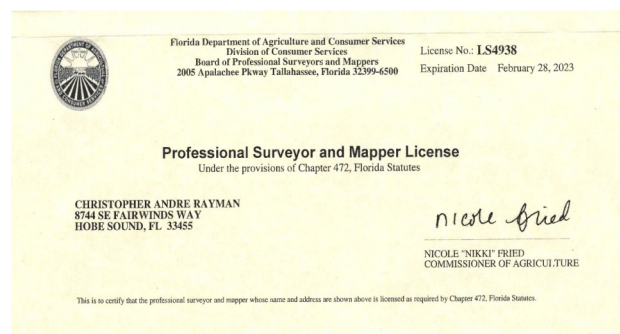 Florida Department of Agriculture and Consumer Services
Division of Consumer Services
Board of Professional Surveyors and Mappers
2005 Apalachee Pkway Tallahassee, Florida 32399-6500
License No.: LS4938
Expiration Date February 28, 2023
Professional Surveyor and Mapper License
Under the provisions of Chapter 472, Florida Statutes
CHRISTOPHER ANDRE RAYMAN
8744 SE FAIRWINDS WAY
HOBE SOUND, FL 33455
nicole fried
NICOLE "NIKKI" FRIED
COMMISSIONER OF AGRICULTURE
This is to certify that the professional surveyor and mapper whose name and address are shown above is licensed as required by Chapter 472, Florida Statutes.